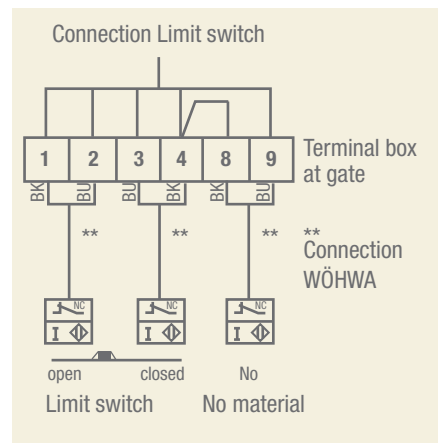 Connection Limit switch
1 2 3 4 8 9
Terminal box
at gate
BK BU BU BK BK BU
** ** ** **
Connection
WÖHWA
NC NC NC
I I I
open closed No
Limit switch No material